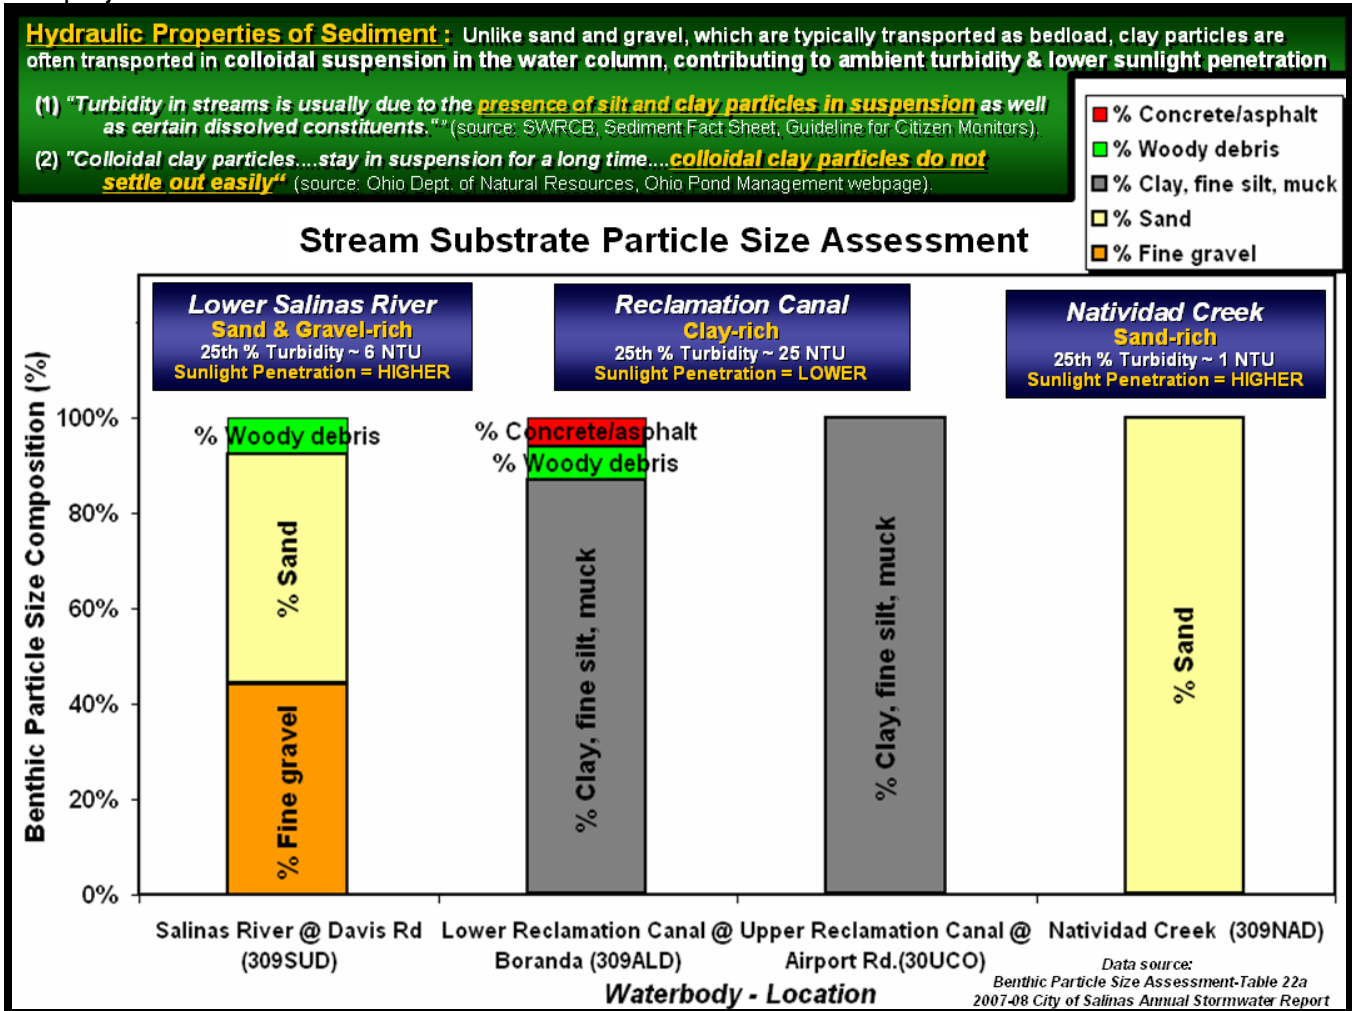 Hydraulic Properties of Sediment : Unlike sand and gravel, which are typically transported as bedload, clay particles are
often transported in colloidal suspension in the water column, contributing to ambient turbidity & lower sunlight penetration
(1) “Turbidity in streams is usually due to the presence of silt and clay particles in suspension as well
as certain dissolved constituents."” (source: SWRCB, Sediment Fact Sheet, Guideline for Citizen Monitors).
(2) "Colloidal clay particles....stay in suspension for a long time....colloidal clay particles do not
settle out easily“ (source: Ohio Dept. of Natural Resources, Ohio Pond Management webpage).
% Concrete/asphalt
% Woody debris
% Clay, fine silt, muck
% Sand
% Fine gravel
Stream Substrate Particle Size Assessment
Lower Salinas River
Sand & Gravel-rich
25th % Turbidity ~ 6 NTU
Sunlight Penetration = HIGHER
Reclamation Canal
Clay-rich
25th % Turbidity ~ 25 NTU
Sunlight Penetration = LOWER
Natividad Creek
Sand-rich
25th % Turbidity ~ 1 NTU
Sunlight Penetration = HIGHER
Benthic Particle Size Composition (%)
100%
80%
60%
40%
20%
0%
% Woody debris
% Sand
% Fine gravel
% Concrete/asphalt
% Woody debris
% Clay, fine silt, muck
% Clay, fine silt, muck
% Sand
Salinas River @ Davis Rd
(309SUD)
Lower Reclamation Canal @
Boranda (309ALD)
Upper Reclamation Canal @
Airport Rd.(30UCO)
Natividad Creek (309NAD)
Waterbody - Location
Data source:
Benthic Particle Size Assessment-Table 22a
2007-08 City of Salinas Annual Stormwater Report